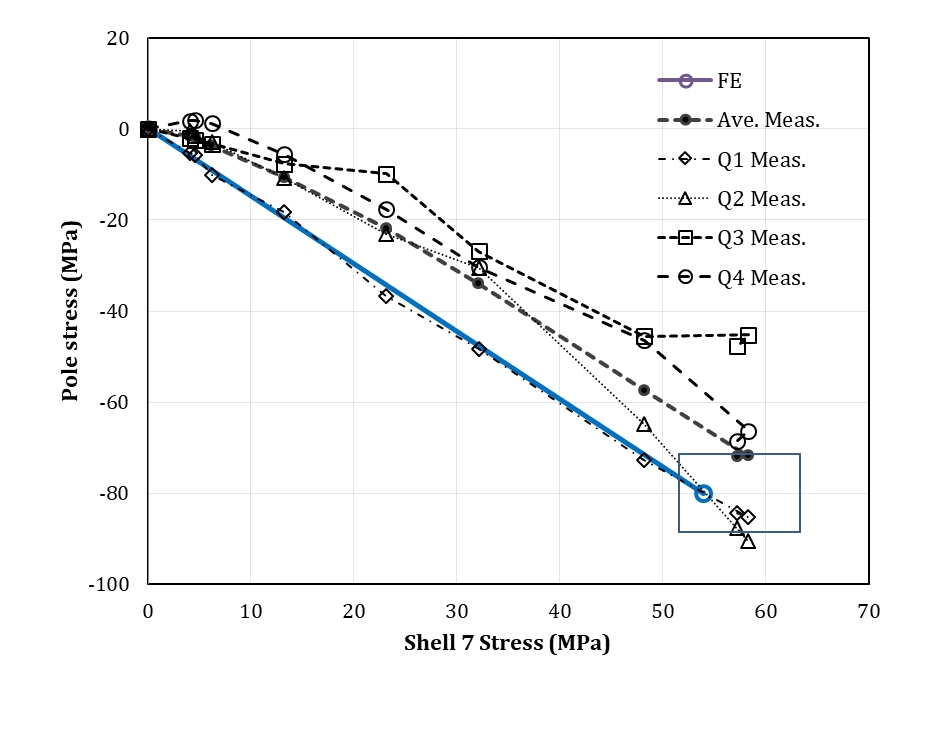 20
0
-20
-40
-60
-80
-100
Pole stress (MPa)
FE
Ave. Meas.
Q1 Meas.
Q2 Meas.
Q3 Meas.
Q4 Meas.
0 10 20 30 40 50 60 70
Shell 7 Stress (MPa)